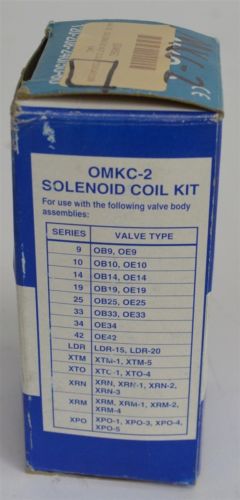 OMKC-2
OMKC-2
SOLENOID COIL KIT
For use with the following valve body
assemblies:
SERIES VALVE TYPE
9 OB9, OE9
10 OB10, OE10
14 OB14, OE14
19 OB19, OE19
25 OB25, OE25
33 OB33, OE33
34 OE34
42 OE42
LDR LDR-15, LDR-20
XTM XTM-1, XTM-5
XTO XTO-1, XTO-4
XRN XRN, XRN-1, XRN-2,
XRN-3
XRM XRM, XRM-1, XRM-2,
XRM-4
XPO XPO-1, XPO-3, XPO-4,
XPO-5